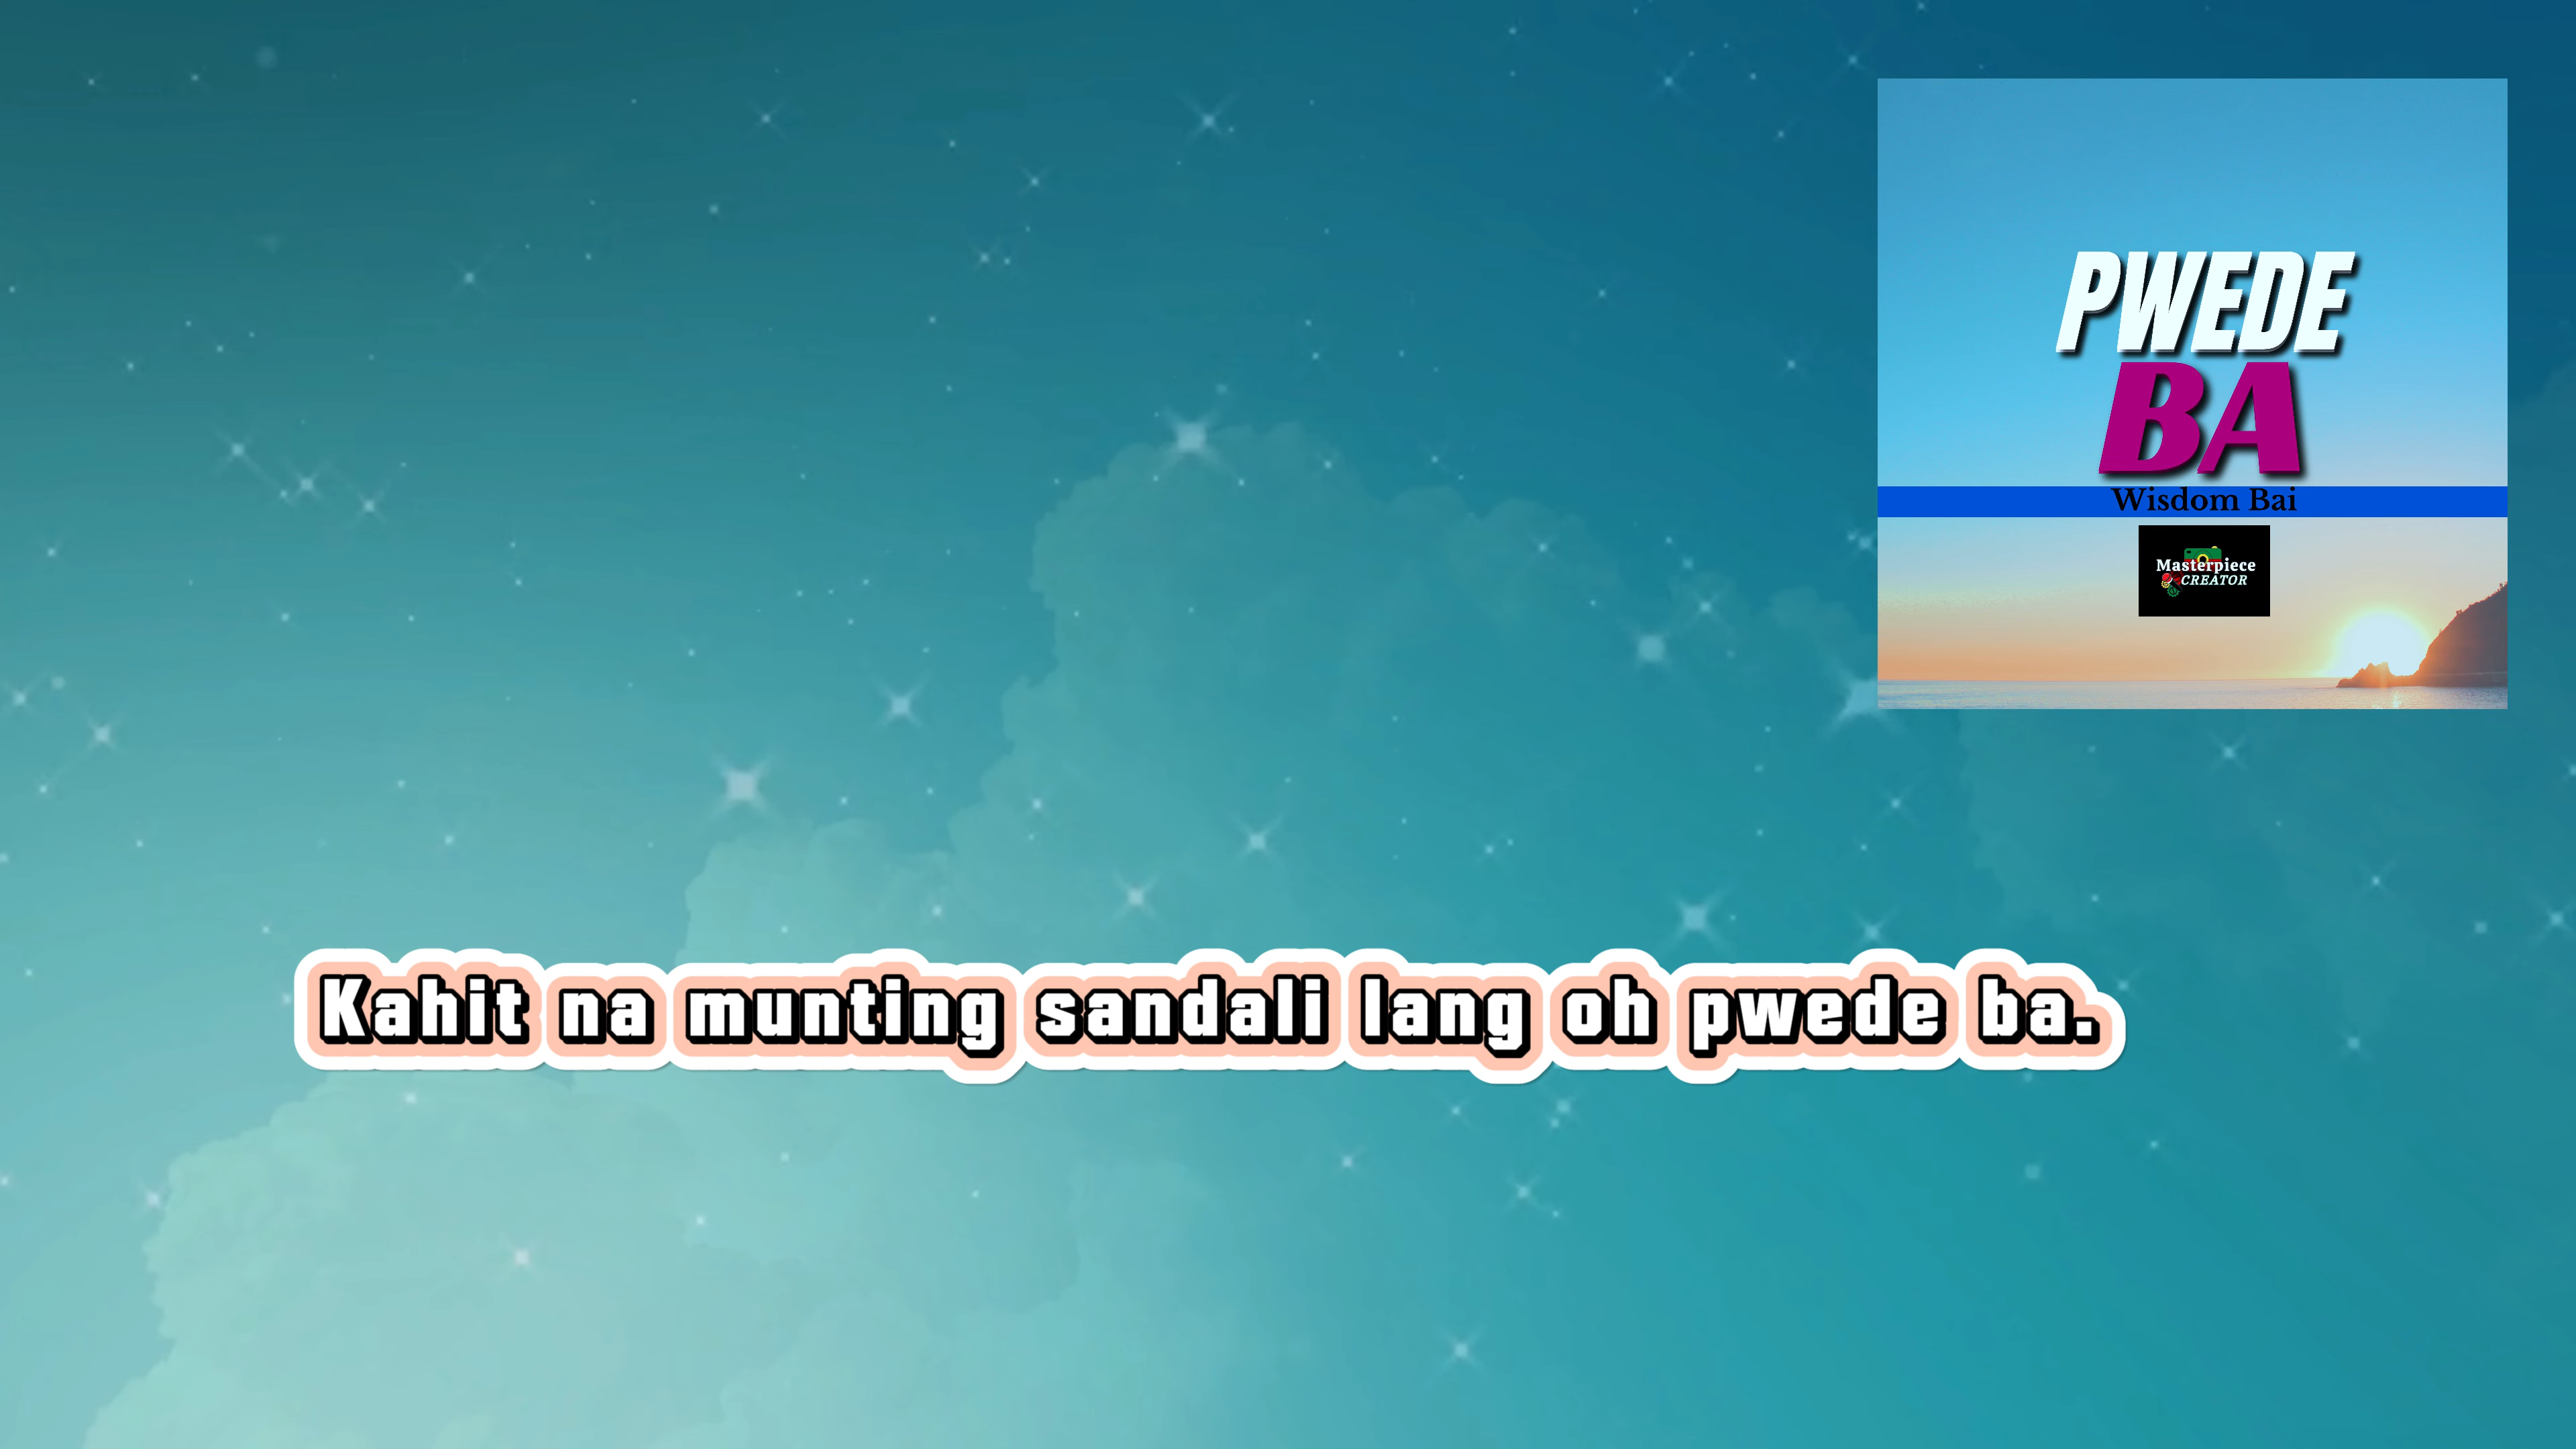 PWEDE
BA
Wisdom Bai
Masterpiece
CREATOR
Kahit na munting sandali lang oh pwede ba.